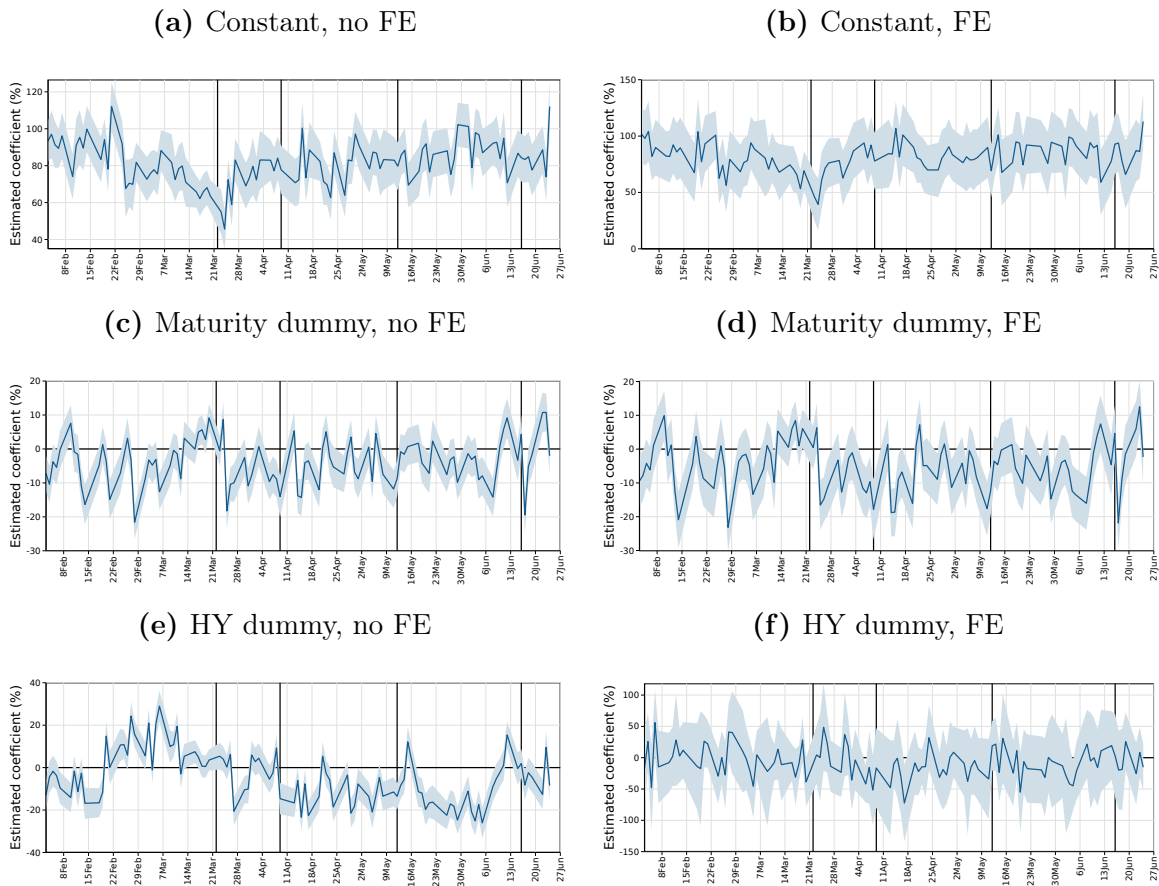 (a) Constant, no FE
(b) Constant, FE
Estimated coefficient (%)
120
100
80
60
40
8Feb 15Feb 22Feb 29Feb 7Mar 14Mar 21Mar 28Mar 4Apr 11Apr 18Apr 25Apr 2May 9May 16May 23May 30May 6Jun 13Jun 20Jun 27Jun
Estimated coefficient (%)
150
100
50
0
8Feb 15Feb 22Feb 29Feb 7Mar 14Mar 21Mar 28Mar 4Apr 11Apr 18Apr 25Apr 2May 9May 16May 23May 30May 6Jun 13Jun 20Jun 27Jun
(c) Maturity dummy, no FE
(d) Maturity dummy, FE
Estimated coefficient (%)
20
10
0
-10
-20
-30
8Feb 15Feb 22Feb 29Feb 7Mar 14Mar 21Mar 28Mar 4Apr 11Apr 18Apr 25Apr 2May 9May 16May 23May 30May 6Jun 13Jun 20Jun 27Jun
Estimated coefficient (%)
20
10
0
-10
-20
-30
8Feb 15Feb 22Feb 29Feb 7Mar 14Mar 21Mar 28Mar 4Apr 11Apr 18Apr 25Apr 2May 9May 16May 23May 30May 6Jun 13Jun 20Jun 27Jun
(e) HY dummy, no FE
(f) HY dummy, FE
Estimated coefficient (%)
40
20
0
-20
-40
8Feb 15Feb 22Feb 29Feb 7Mar 14Mar 21Mar 28Mar 4Apr 11Apr 18Apr 25Apr 2May 9May 16May 23May 30May 6Jun 13Jun 20Jun 27Jun
Estimated coefficient (%)
100
50
0
-50
-100
-150
8Feb 15Feb 22Feb 29Feb 7Mar 14Mar 21Mar 28Mar 4Apr 11Apr 18Apr 25Apr 2May 9May 16May 23May 30May 6Jun 13Jun 20Jun 27Jun